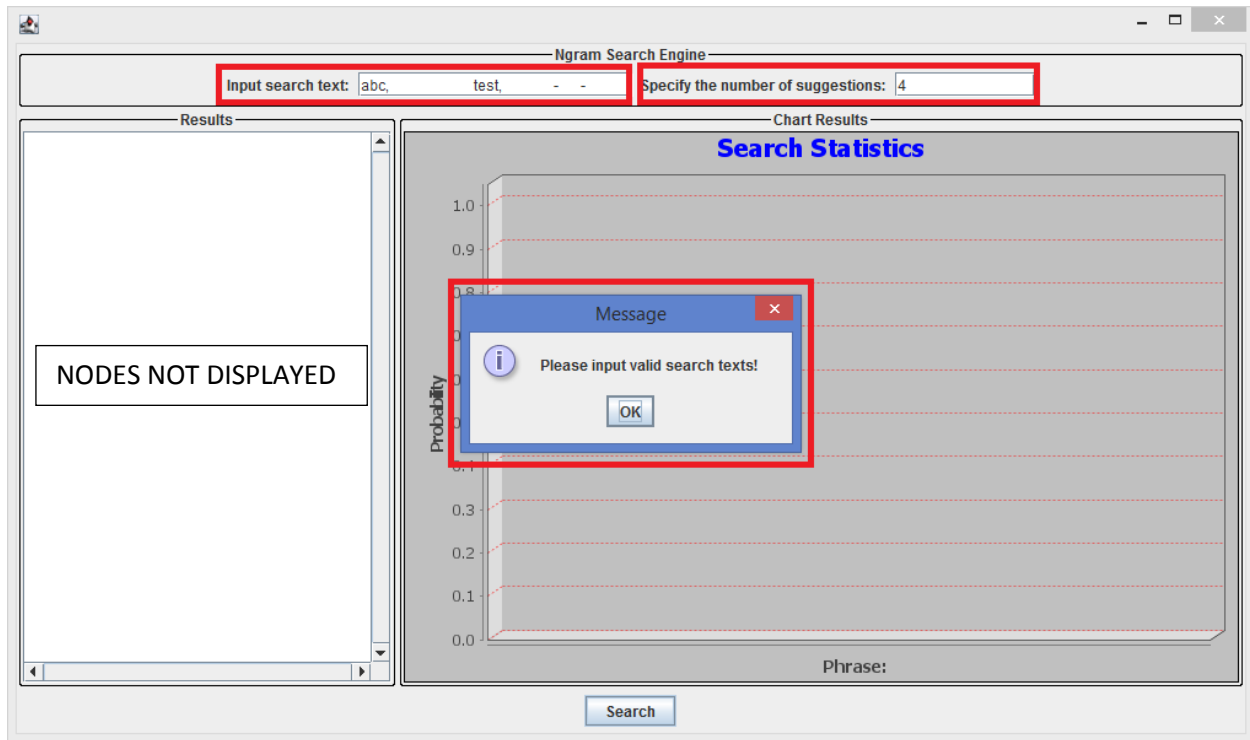 Ngram Search Engine
Input search text: abc, test, - - Specify the number of suggestions: 4
Results
Chart Results
Search Statistics
1.0
0.9
0.8
Message
Please input valid search texts!
OK
NODES NOT DISPLAYED
Probability
0.4
0.3
0.2
0.1
0.0
Phrase:
Search